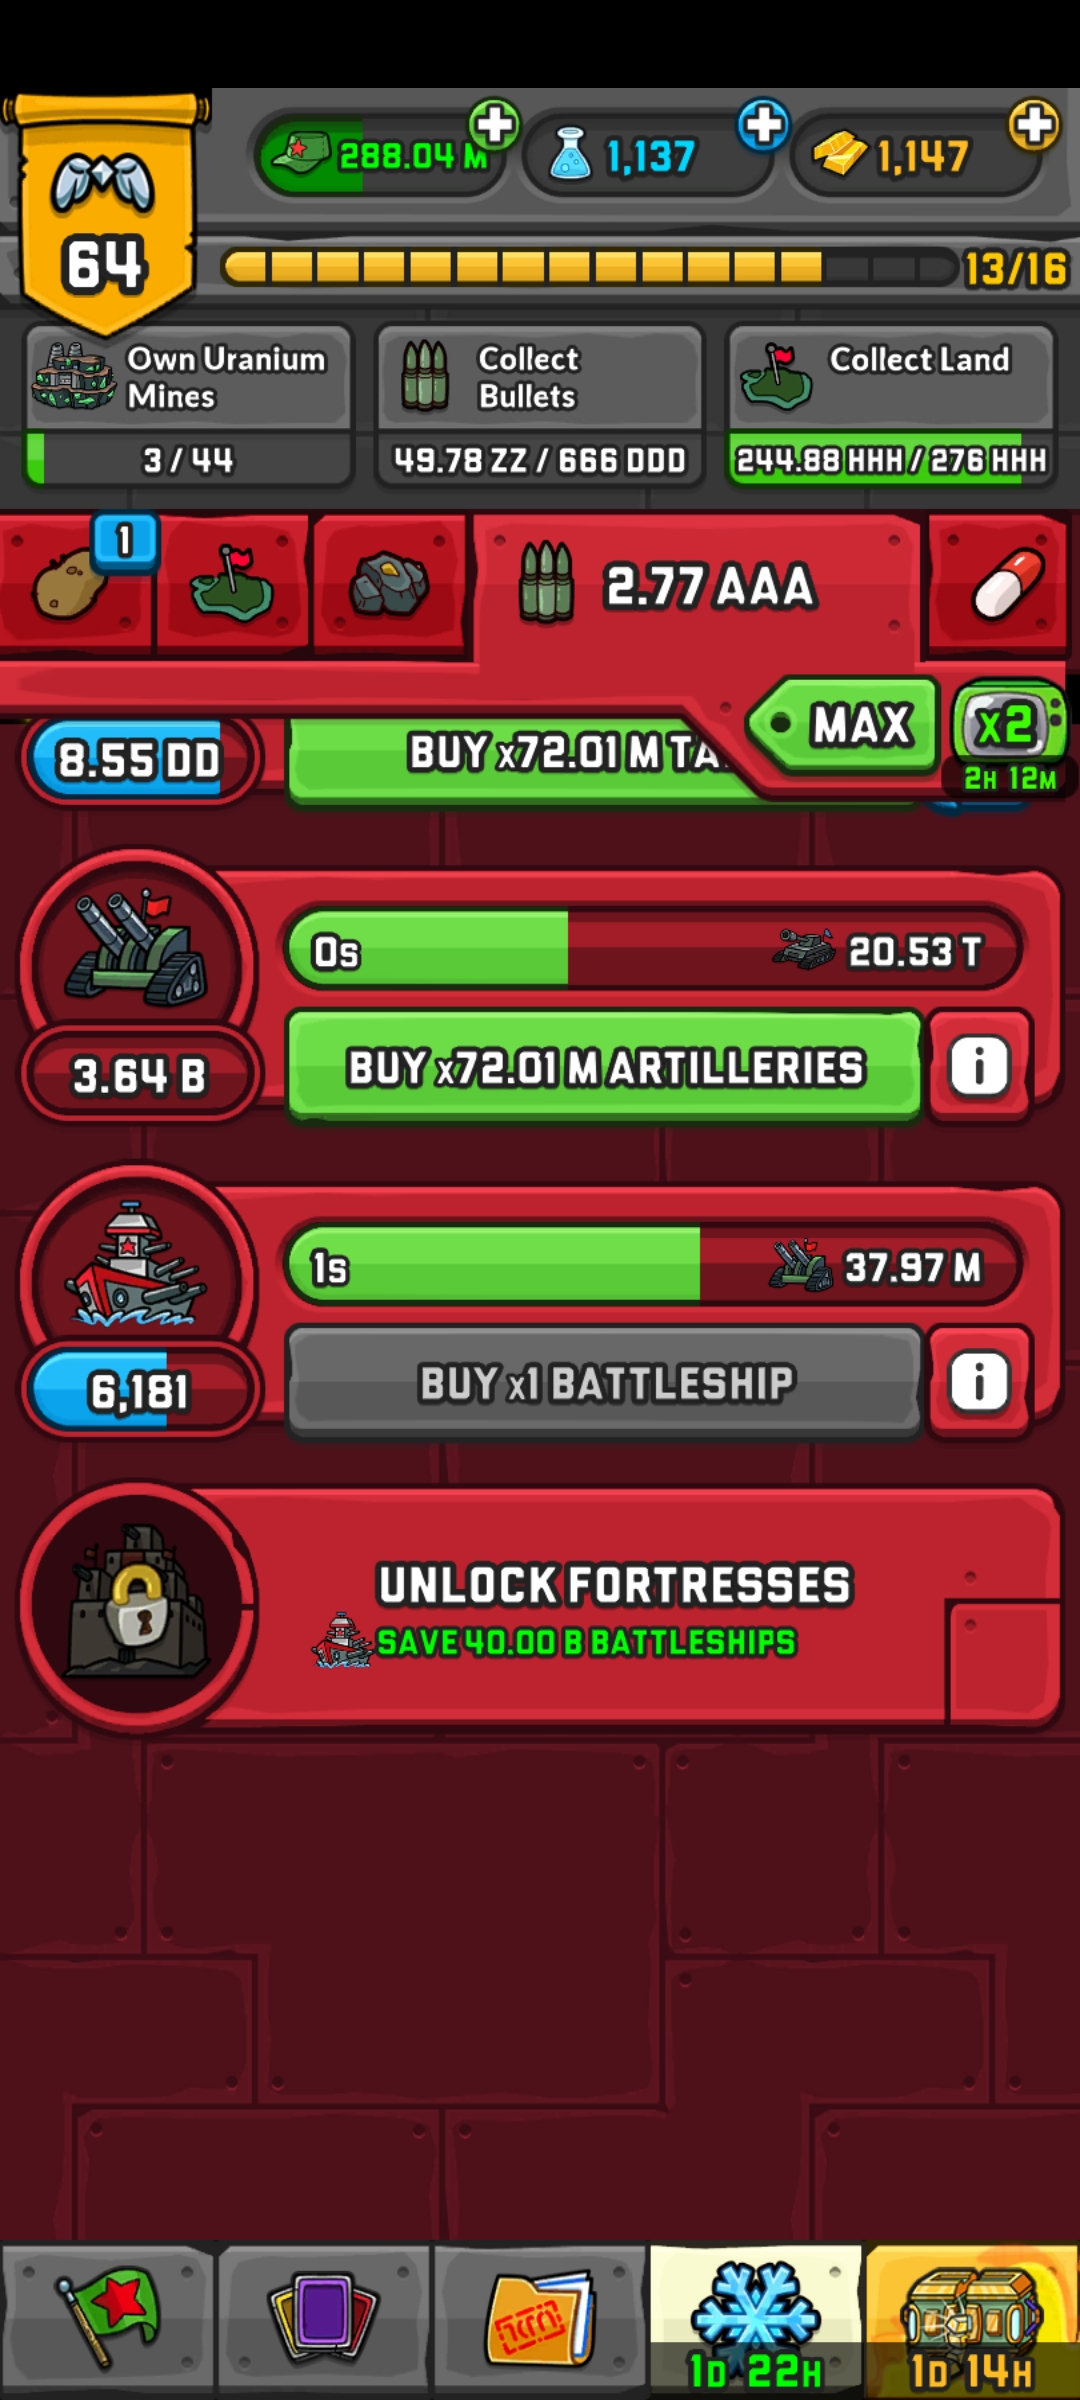 64
288.04 M
1,137
1,147
13/16
Own Uranium
Mines
3 / 44
Collect
Bullets
49.78 ZZ / 666 DDD
Collect Land
244.88 HHH / 276 HHH
1
2.77 AAA
MAX
x2
2H 12M
8.55 DD
BUY x72.01 M TA
0s
20.53 T
3.64 B
BUY x72.01 M ARTILLERIES
i
1s
37.97 M
6,181
BUY x1 BATTLESHIP
i
UNLOCK FORTRESSES
SAVE 40.00 B BATTLESHIPS
1D 22H
1D 14H